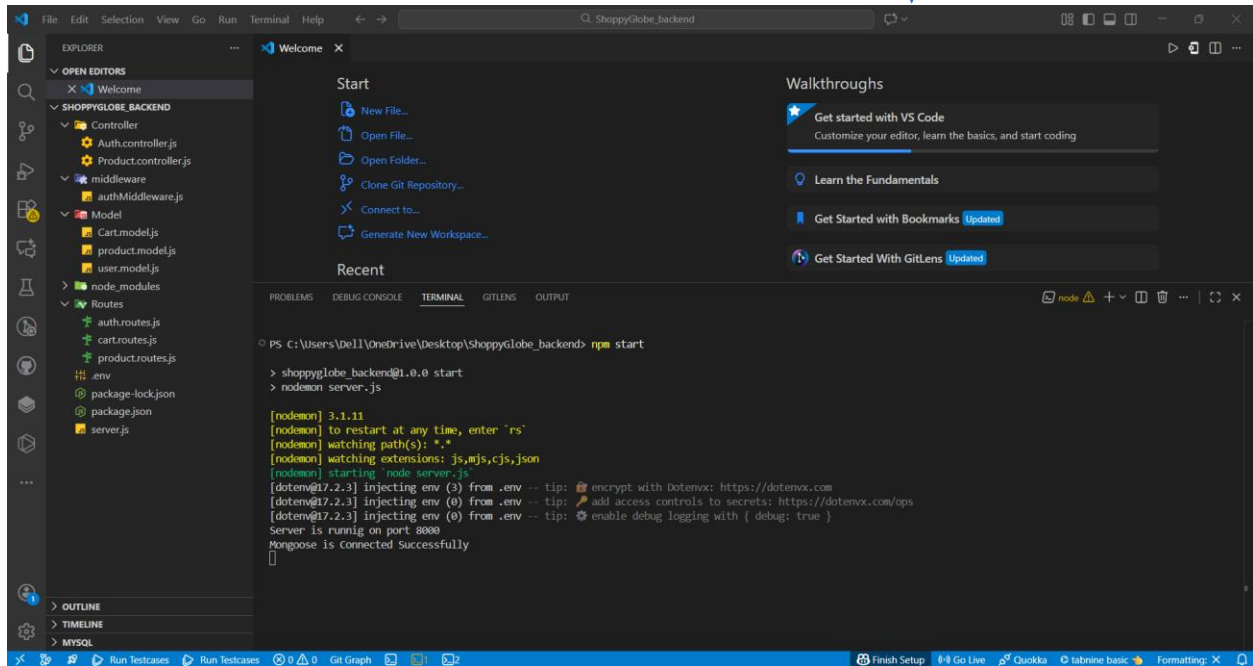 File Edit Selection View Go Run Terminal Help
ShoppyGlobe_backend
EXPLORER
OPEN EDITORS
Welcome
SHOPPYGLOBE_BACKEND
Controller
Auth.controller.js
Product.controller.js
middleware
authMiddleware.js
Model
Cart.model.js
product.model.js
user.model.js
node_modules
Routes
auth.routes.js
cart.routes.js
product.routes.js
.env
package-lock.json
package.json
server.js
OUTLINE
TIMELINE
MYSQL
Welcome
Start
New File...
Open File...
Open Folder...
Clone Git Repository...
Connect to...
Generate New Workspace...
Recent
Walkthroughs
Get started with VS Code
Customize your editor, learn the basics, and start coding
Learn the Fundamentals
Get Started with Bookmarks Updated
Get Started With GitLens Updated
PROBLEMS DEBUG CONSOLE TERMINAL GITLENS OUTPUT
node
PS C:\Users\Dell\OneDrive\Desktop\ShoppyGlobe_backend> npm start
> shoppyglobe_backend@1.0.0 start
> nodemon server.js
[nodemon] 3.1.11
[nodemon] to restart at any time, enter `rs`
[nodemon] watching path(s): *.*
[nodemon] watching extensions: js,mjs,cjs,json
[nodemon] starting `node server.js`
[dotenv@17.2.3] injecting env (3) from .env -- tip: 🔐 encrypt with Dotenvx: https://dotenvx.com
[dotenv@17.2.3] injecting env (0) from .env -- tip: 🔑 add access controls to secrets: https://dotenvx.com/ops
[dotenv@17.2.3] injecting env (0) from .env -- tip: ⚙️ enable debug logging with { debug: true }
Server is runnig on port 8000
Mongoose is Connected Successfully
Run Testcases Run Testcases 0 0 Git Graph 1 2 Finish Setup Go Live Quokka tabnine basic Formatting: X